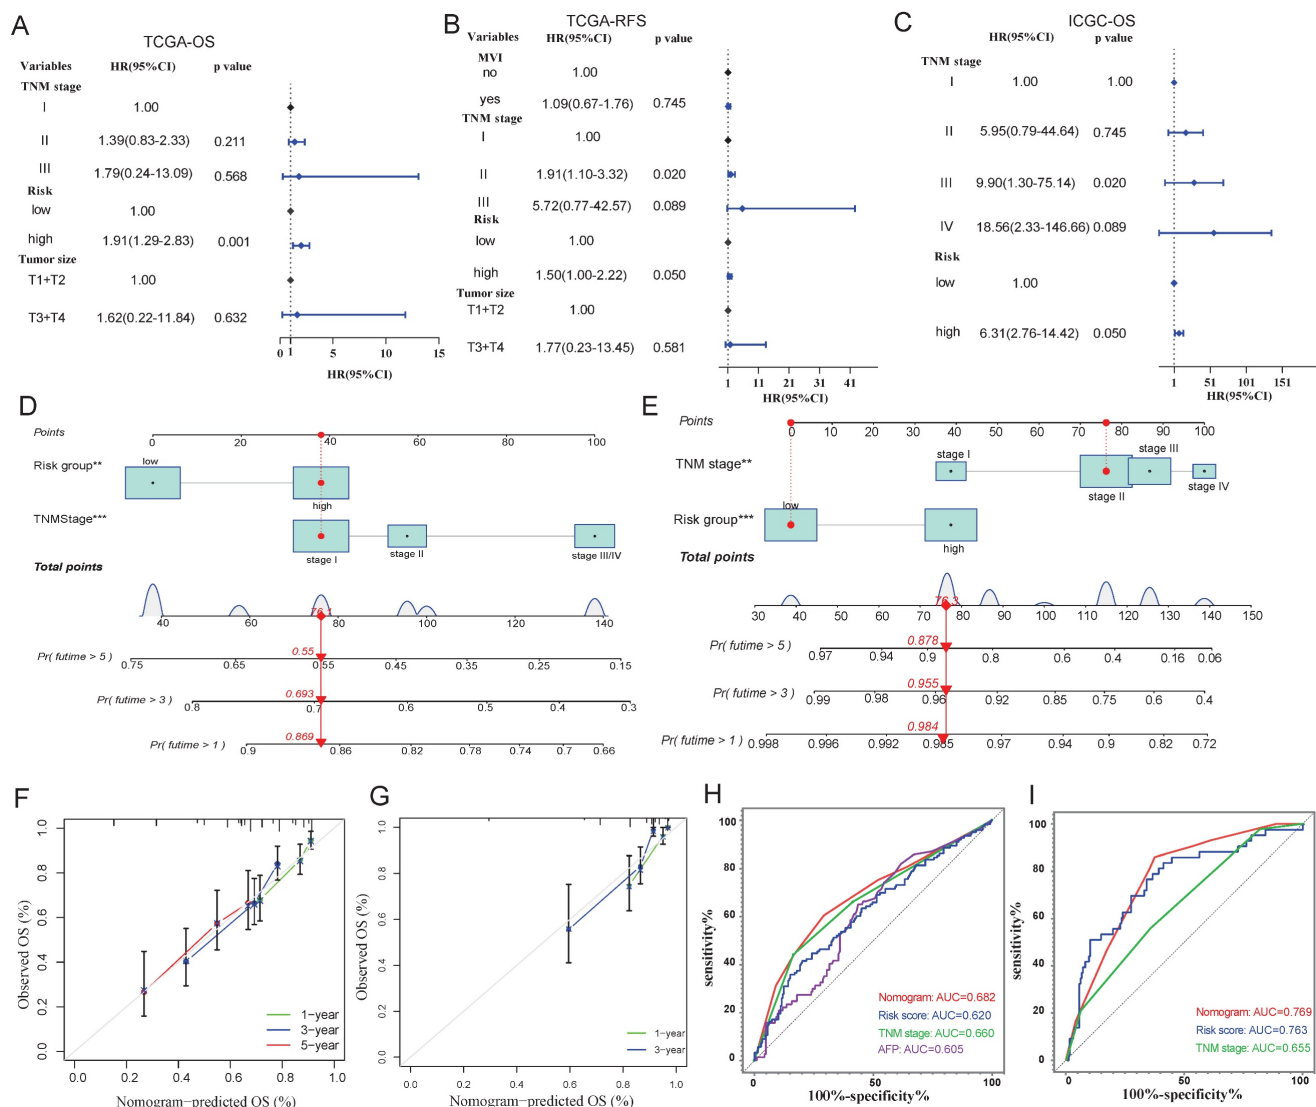 A
TCGA-OS
Variables HR(95%CI) p value
TNM stage
I 1.00
II 1.39(0.83-2.33) 0.211
III 1.79(0.24-13.09) 0.568
Risk
low 1.00
high 1.91(1.29-2.83) 0.001
Tumor size
T1+T2 1.00
T3+T4 1.62(0.22-11.84) 0.632
0 1 5 10 15
HR(95%CI)
B
TCGA-RFS
Variables HR(95%CI) p value
MVI
no 1.00
yes 1.09(0.67-1.76) 0.745
TNM stage
I 1.00
II 1.91(1.10-3.32) 0.020
III 5.72(0.77-42.57) 0.089
Risk
low 1.00
high 1.50(1.00-2.22) 0.050
Tumor size
T1+T2 1.00
T3+T4 1.77(0.23-13.45) 0.581
1 11 21 31 41
HR(95%CI)
C
ICGC-OS
HR(95%CI) p value
TNM stage
I 1.00 1.00
II 5.95(0.79-44.64) 0.745
III 9.90(1.30-75.14) 0.020
IV 18.56(2.33-146.66) 0.089
Risk
low 1.00
high 6.31(2.76-14.42) 0.050
1 51 101 151
HR(95%CI)
D
Points
0 20 40 60 80 100
Risk group**
low
high
TNMStage***
stage I stage II stage III/IV
Total points
76.1
40 60 80 100 120 140
Pr( futime > 5 )
0.55
0.75 0.65 0.55 0.45 0.35 0.25 0.15
Pr( futime > 3 )
0.693
0.8 0.7 0.6 0.5 0.4 0.3
Pr( futime > 1 )
0.869
0.9 0.86 0.82 0.78 0.74 0.7 0.66
E
Points
0 10 20 30 40 50 60 70 80 90 100
TNM stage**
stage I stage II stage III stage IV
Risk group***
low
high
Total points
76.3
30 40 50 60 70 80 90 100 110 120 130 140 150
Pr( futime > 5 )
0.878
0.97 0.94 0.9 0.8 0.6 0.4 0.16 0.06
Pr( futime > 3 )
0.955
0.99 0.98 0.96 0.92 0.85 0.75 0.6 0.4
Pr( futime > 1 )
0.984
0.998 0.996 0.992 0.985 0.97 0.94 0.9 0.82 0.72
F
Observed OS (%)
1.0
0.8
0.6
0.4
0.2
0.0
1-year
3-year
5-year
0.0 0.2 0.4 0.6 0.8 1.0
Nomogram-predicted OS (%)
G
Observed OS (%)
1.0
0.8
0.6
0.4
0.2
0.0
1-year
3-year
0.0 0.2 0.4 0.6 0.8 1.0
Nomogram-predicted OS (%)
H
sensitivity%
100
80
60
40
20
0
Nomogram: AUC=0.682
Risk score: AUC=0.620
TNM stage: AUC=0.660
AFP: AUC=0.605
0 50 100
100%-specificity%
I
sensitivity%
100
80
60
40
20
0
Nomogram: AUC=0.769
Risk score: AUC=0.763
TNM stage: AUC=0.655
0 50 100
100%-specificity%